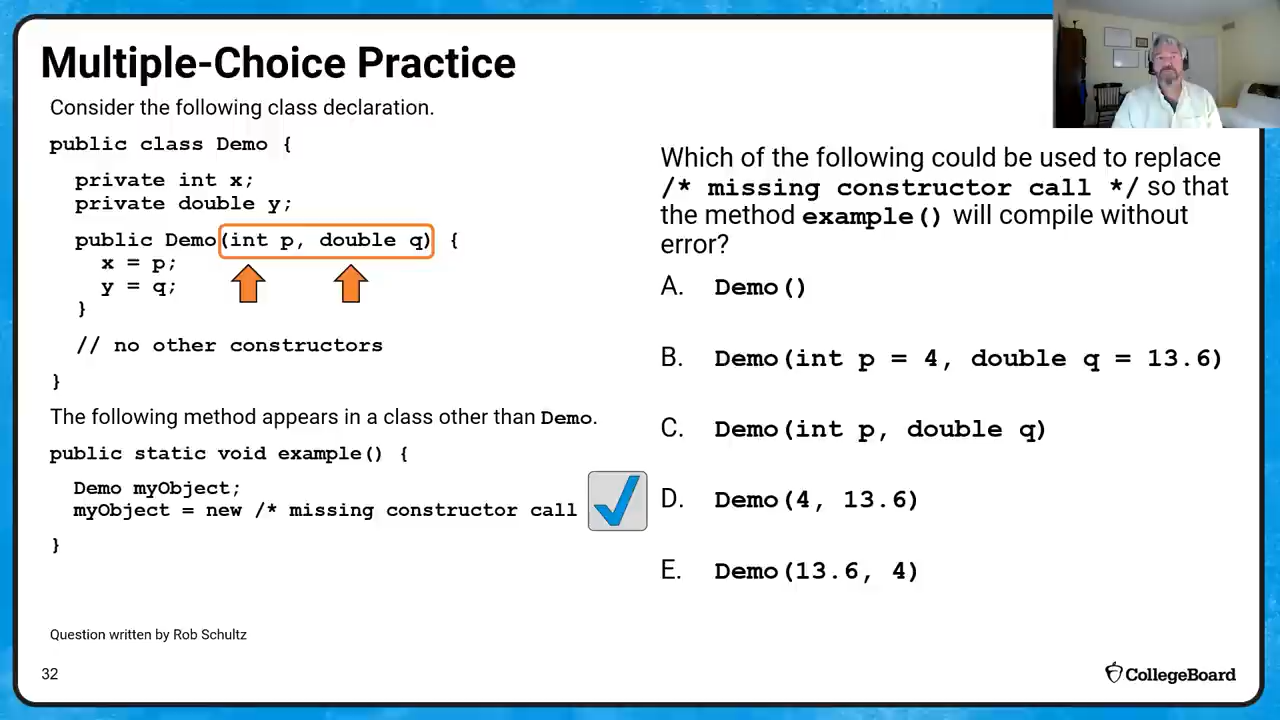 Multiple-Choice Practice
Consider the following class declaration.
public class Demo {
private int x;
private double y;
public Demo(int p, double q) {
x = p;
y = q;
}
// no other constructors
}
The following method appears in a class other than Demo.
public static void example() {
Demo myObject;
myObject = new /* missing constructor call
}
Question written by Rob Schultz
32
Which of the following could be used to replace
/* missing constructor call */ so that
the method example() will compile without
error?
A. Demo()
B. Demo(int p = 4, double q = 13.6)
C. Demo(int p, double q)
D. Demo(4, 13.6)
E. Demo(13.6, 4)
CollegeBoard